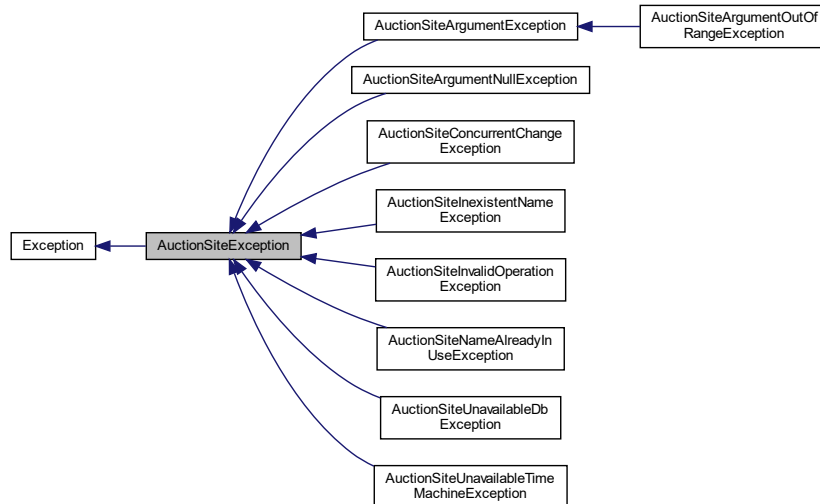 AuctionSiteArgumentException
AuctionSiteArgumentOutOf
RangeException
AuctionSiteArgumentNullException
AuctionSiteConcurrentChange
Exception
AuctionSiteInexistentName
Exception
Exception
AuctionSiteException
AuctionSiteInvalidOperation
Exception
AuctionSiteNameAlreadyIn
UseException
AuctionSiteUnavailableDb
Exception
AuctionSiteUnavailableTime
MachineException